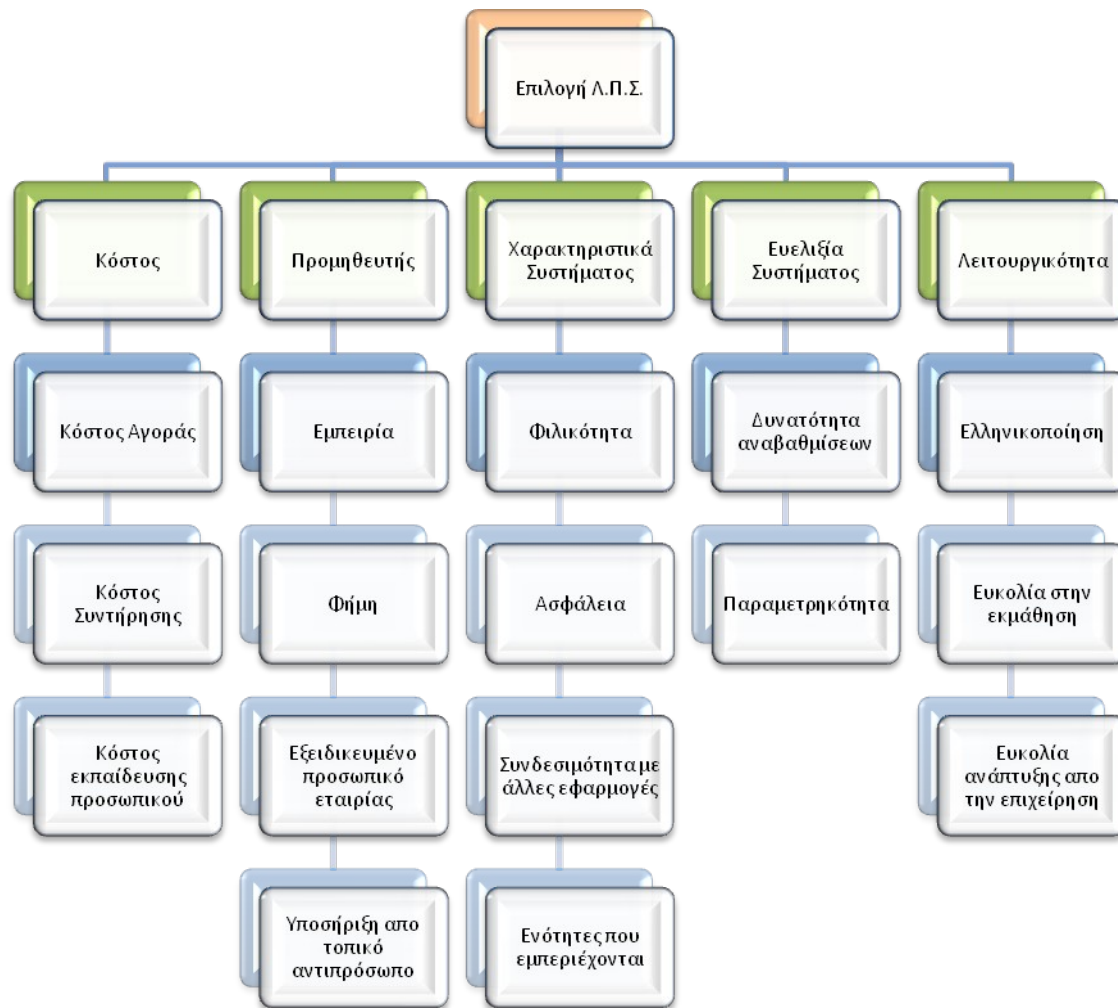 Επιλογή Λ.Π.Σ.
Κόστος
Προμηθευτής
Χαρακτηριστικά
Συστήματος
Ευελιξία
Συστήματος
Λειτουργικότητα
Κόστος Αγοράς
Εμπειρία
Φιλικότητα
Δυνατότητα
αναβαθμίσεων
Ελληνικοποίηση
Κόστος
Συντήρησης
Φήμη
Ασφάλεια
Παραμετρηκότητα
Ευκολία στην
εκμάθηση
Κόστος
εκπαίδευσης
προσωπικού
Εξειδικευμένο
προσωπικό
εταιρίας
Συνδεσιμότητα με
άλλες εφαρμογές
Ευκολία
ανάπτυξης απο
την επιχείρηση
Υποσήριξη απο
τοπικό
αντιπρόσωπο
Ενότητες που
εμπεριέχονται